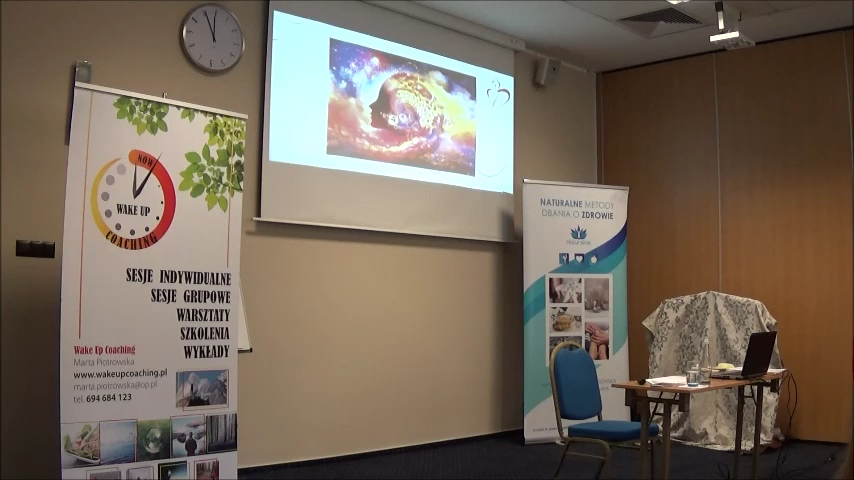 NOW
WAKE UP
COACHING
SESJE INDYWIDUALNE
SESJE GRUPOWE
WARSZTATY
SZKOLENIA
WYKŁADY
Wake Up Coaching
Marta Piotrowska
www.wakeupcoaching.pl
marta.piotrowska@op.pl
tel. 694 684 123
NATURALNE METODY
DBANIA O ZDROWIE